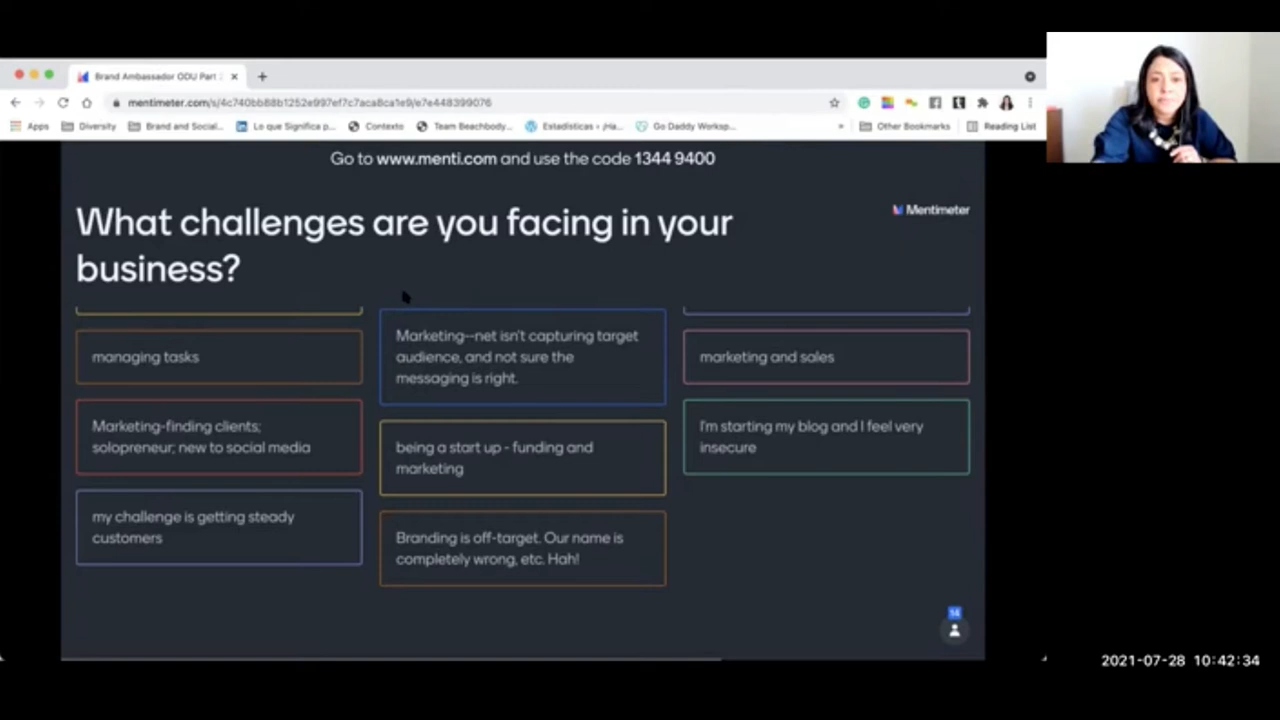 Brand Ambassador ODU Part
mentimeter.com/s/4c740bb88b1252e997ef7c7aca8ca1e9/e7e448399076
Apps Diversity Brand and Social... Lo que Significa p... Contexto Team Beachbody... Estadísticas ‹ ¡Ha... Go Daddy Worksp... » Other Bookmarks Reading List
Go to www.menti.com and use the code 1344 9400
Mentimeter
What challenges are you facing in your
business?
managing tasks
Marketing-finding clients;
solopreneur; new to social media
my challenge is getting steady
customers
Marketing--net isn't capturing target
audience, and not sure the
messaging is right.
being a start up - funding and
marketing
Branding is off-target. Our name is
completely wrong, etc. Hah!
marketing and sales
I'm starting my blog and I feel very
insecure
2021-07-28 10:42:34